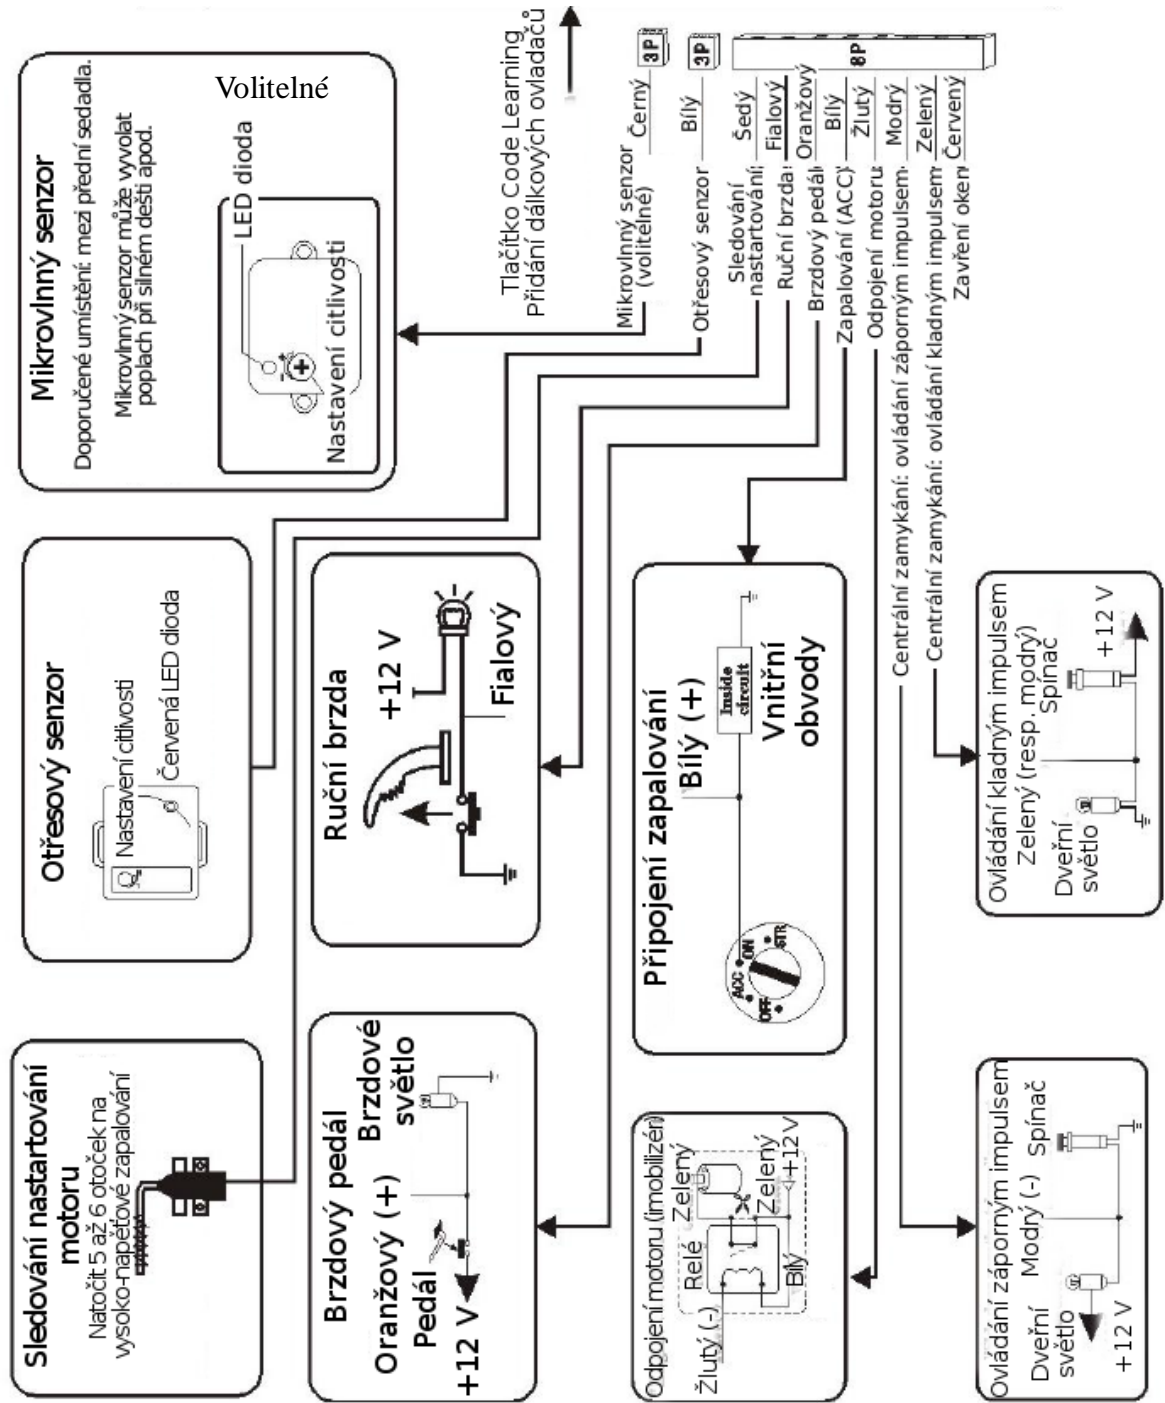 Sledování nastartování
motoru
Natočit 5 až 6 otoček na
vysoko-napětové zapalování
Otřesový senzor
Nastavení citlivosti
Červená LED dioda
Mikrovlnný senzor
Doporučené umístění: mezi přední sedadla.
Mikrovlnný senzor může vyvolat
poplach při silném dešti apod.
Volitelné
LED dioda
Nastavení citlivosti
Brzdový pedál
Oranžový (+)
Brzdové
světlo
Pedál
+12 V
Ruční brzda
+12 V
Fialový
Tlačítko Code Learning
Přidání dálkových ovladačů
Odpojení motoru (imobilizér)
Žlutý (-)
Relé
Zelený
Zelený
Bílý
+12 V
Připojení zapalování
Bílý (+)
OFF
ACC
ON
STR
Inside
circuit
Vnitřní
obvody
Mikrovlnný senzor
(volitelné)
Černý
3P
Otřesový senzor
Bílý
3P
Sledování
nastartování
Šedý
Ruční brzda
Fialový
Brzdový pedál
Oranžový
Zapalování (ACC)
Bílý
Odpojení motoru
Žlutý
Centrální zamykání: ovládání záporným impulsem
Modrý
Centrální zamykání: ovládání kladným impulsem
Zelený
Zavření oken
Červený
8P
Ovládání záporným impulsem
Modrý (-)
Spínač
Dveřní
světlo
+12 V
Ovládání kladným impulsem
Zelený (resp. modrý)
Spínač
Dveřní
světlo
+12 V